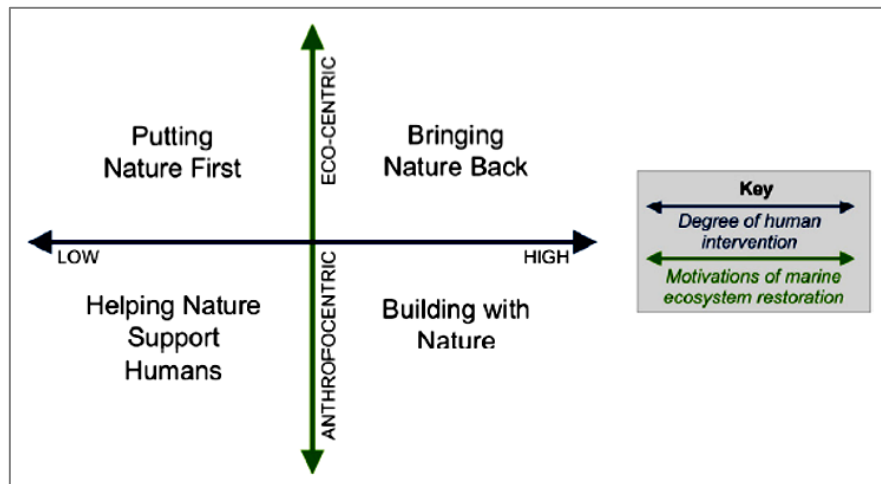 Putting
Nature First
ECO-CENTRIC
Bringing
Nature Back
LOW
HIGH
Helping Nature
Support
Humans
ANTHROPOCENTRIC
Building with
Nature
Key
Degree of human
intervention
Motivations of marine
ecosystem restoration